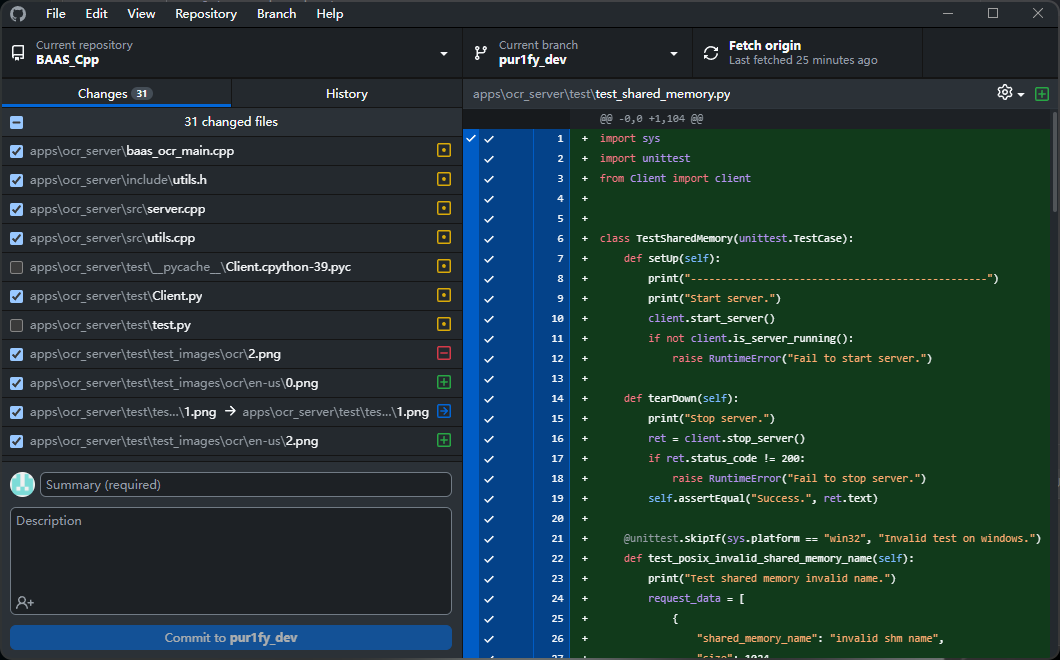 File Edit View Repository Branch Help
Current repository
BAAS_Cpp
Current branch
pur1fy_dev
Fetch origin
Last fetched 25 minutes ago
Changes 31
History
31 changed files
apps\ocr_server\baas_ocr_main.cpp
apps\ocr_server\include\utils.h
apps\ocr_server\src\server.cpp
apps\ocr_server\src\utils.cpp
apps\ocr_server\test\__pycache__\Client.cpython-39.pyc
apps\ocr_server\test\Client.py
apps\ocr_server\test\test.py
apps\ocr_server\test\test_images\ocr\2.png
apps\ocr_server\test\test_images\ocr\en-us\0.png
apps\ocr_server\test\tes...\1.png → apps\ocr_server\test\tes...\1.png
apps\ocr_server\test\test_images\ocr\en-us\2.png
Summary (required)
Description
Commit to pur1fy_dev
apps\ocr_server\test\test_shared_memory.py
@@ -0,0 +1,104 @@
1 + import sys
2 + import unittest
3 + from Client import client
4 +
5 +
6 + class TestSharedMemory(unittest.TestCase):
7 + def setUp(self):
8 + print("-------------------------------------------------")
9 + print("Start server.")
10 + client.start_server()
11 + if not client.is_server_running():
12 + raise RuntimeError("Fail to start server.")
13 +
14 + def tearDown(self):
15 + print("Stop server.")
16 + ret = client.stop_server()
17 + if ret.status_code != 200:
18 + raise RuntimeError("Fail to stop server.")
19 + self.assertEqual("Success.", ret.text)
20 +
21 + @unittest.skipIf(sys.platform == "win32", "Invalid test on windows.")
22 + def test_posix_invalid_shared_memory_name(self):
23 + print("Test shared memory invalid name.")
24 + request_data = [
25 + {
26 + "shared_memory_name": "invalid shm name",
27 + "size": 1024